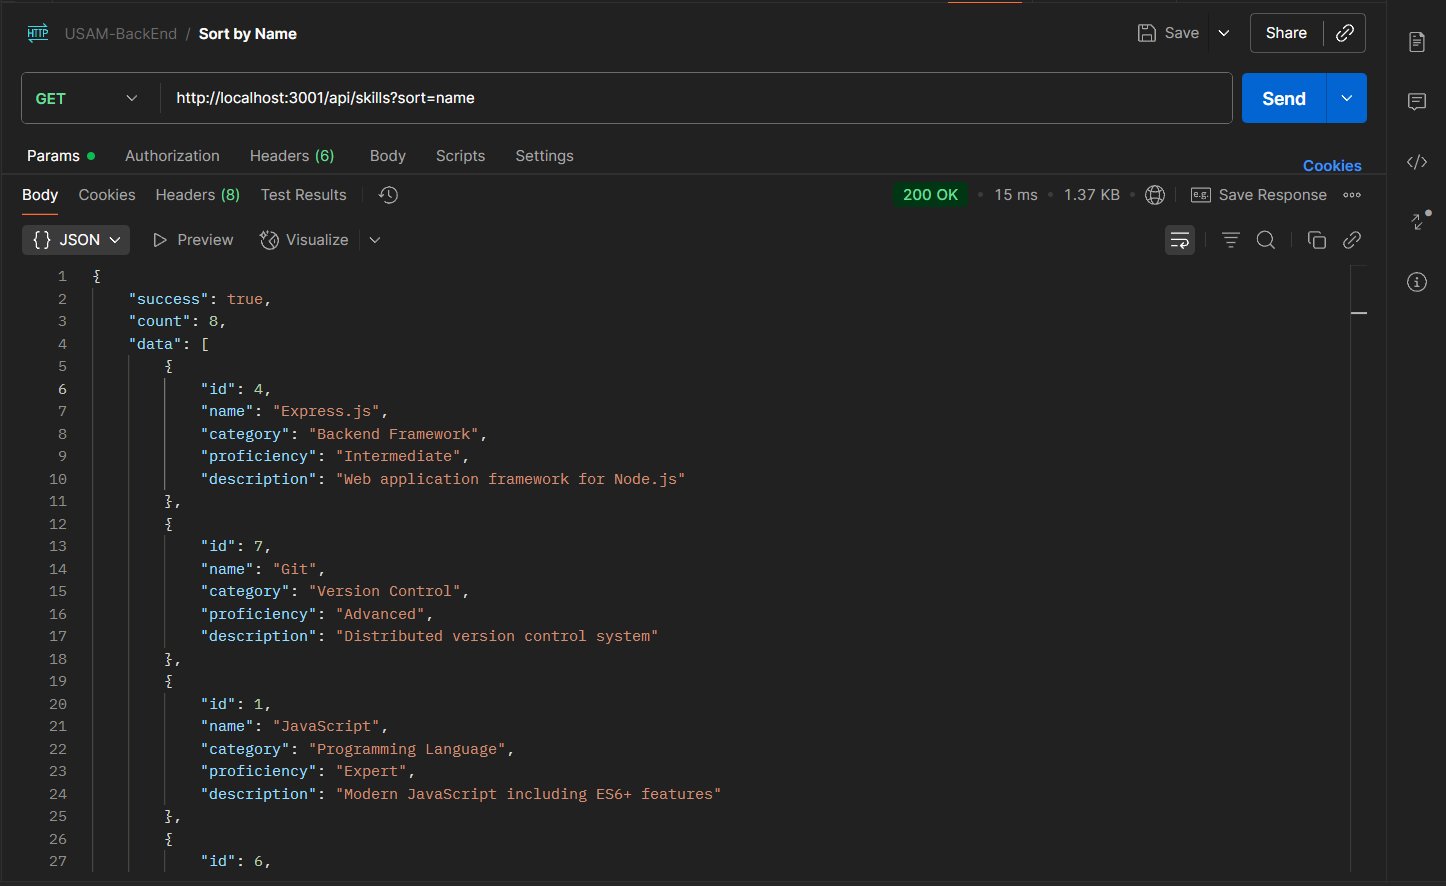 HTTP USAM-BackEnd / Sort by Name Save Share
GET http://localhost:3001/api/skills?sort=name Send
Params Authorization Headers (6) Body Scripts Settings Cookies
Body Cookies Headers (8) Test Results 200 OK • 15 ms • 1.37 KB • e.g. Save Response
{} JSON Preview Visualize
1 {
2 "success": true,
3 "count": 8,
4 "data": [
5 {
6 "id": 4,
7 "name": "Express.js",
8 "category": "Backend Framework",
9 "proficiency": "Intermediate",
10 "description": "Web application framework for Node.js"
11 },
12 {
13 "id": 7,
14 "name": "Git",
15 "category": "Version Control",
16 "proficiency": "Advanced",
17 "description": "Distributed version control system"
18 },
19 {
20 "id": 1,
21 "name": "JavaScript",
22 "category": "Programming Language",
23 "proficiency": "Expert",
24 "description": "Modern JavaScript including ES6+ features"
25 },
26 {
27 "id": 6,